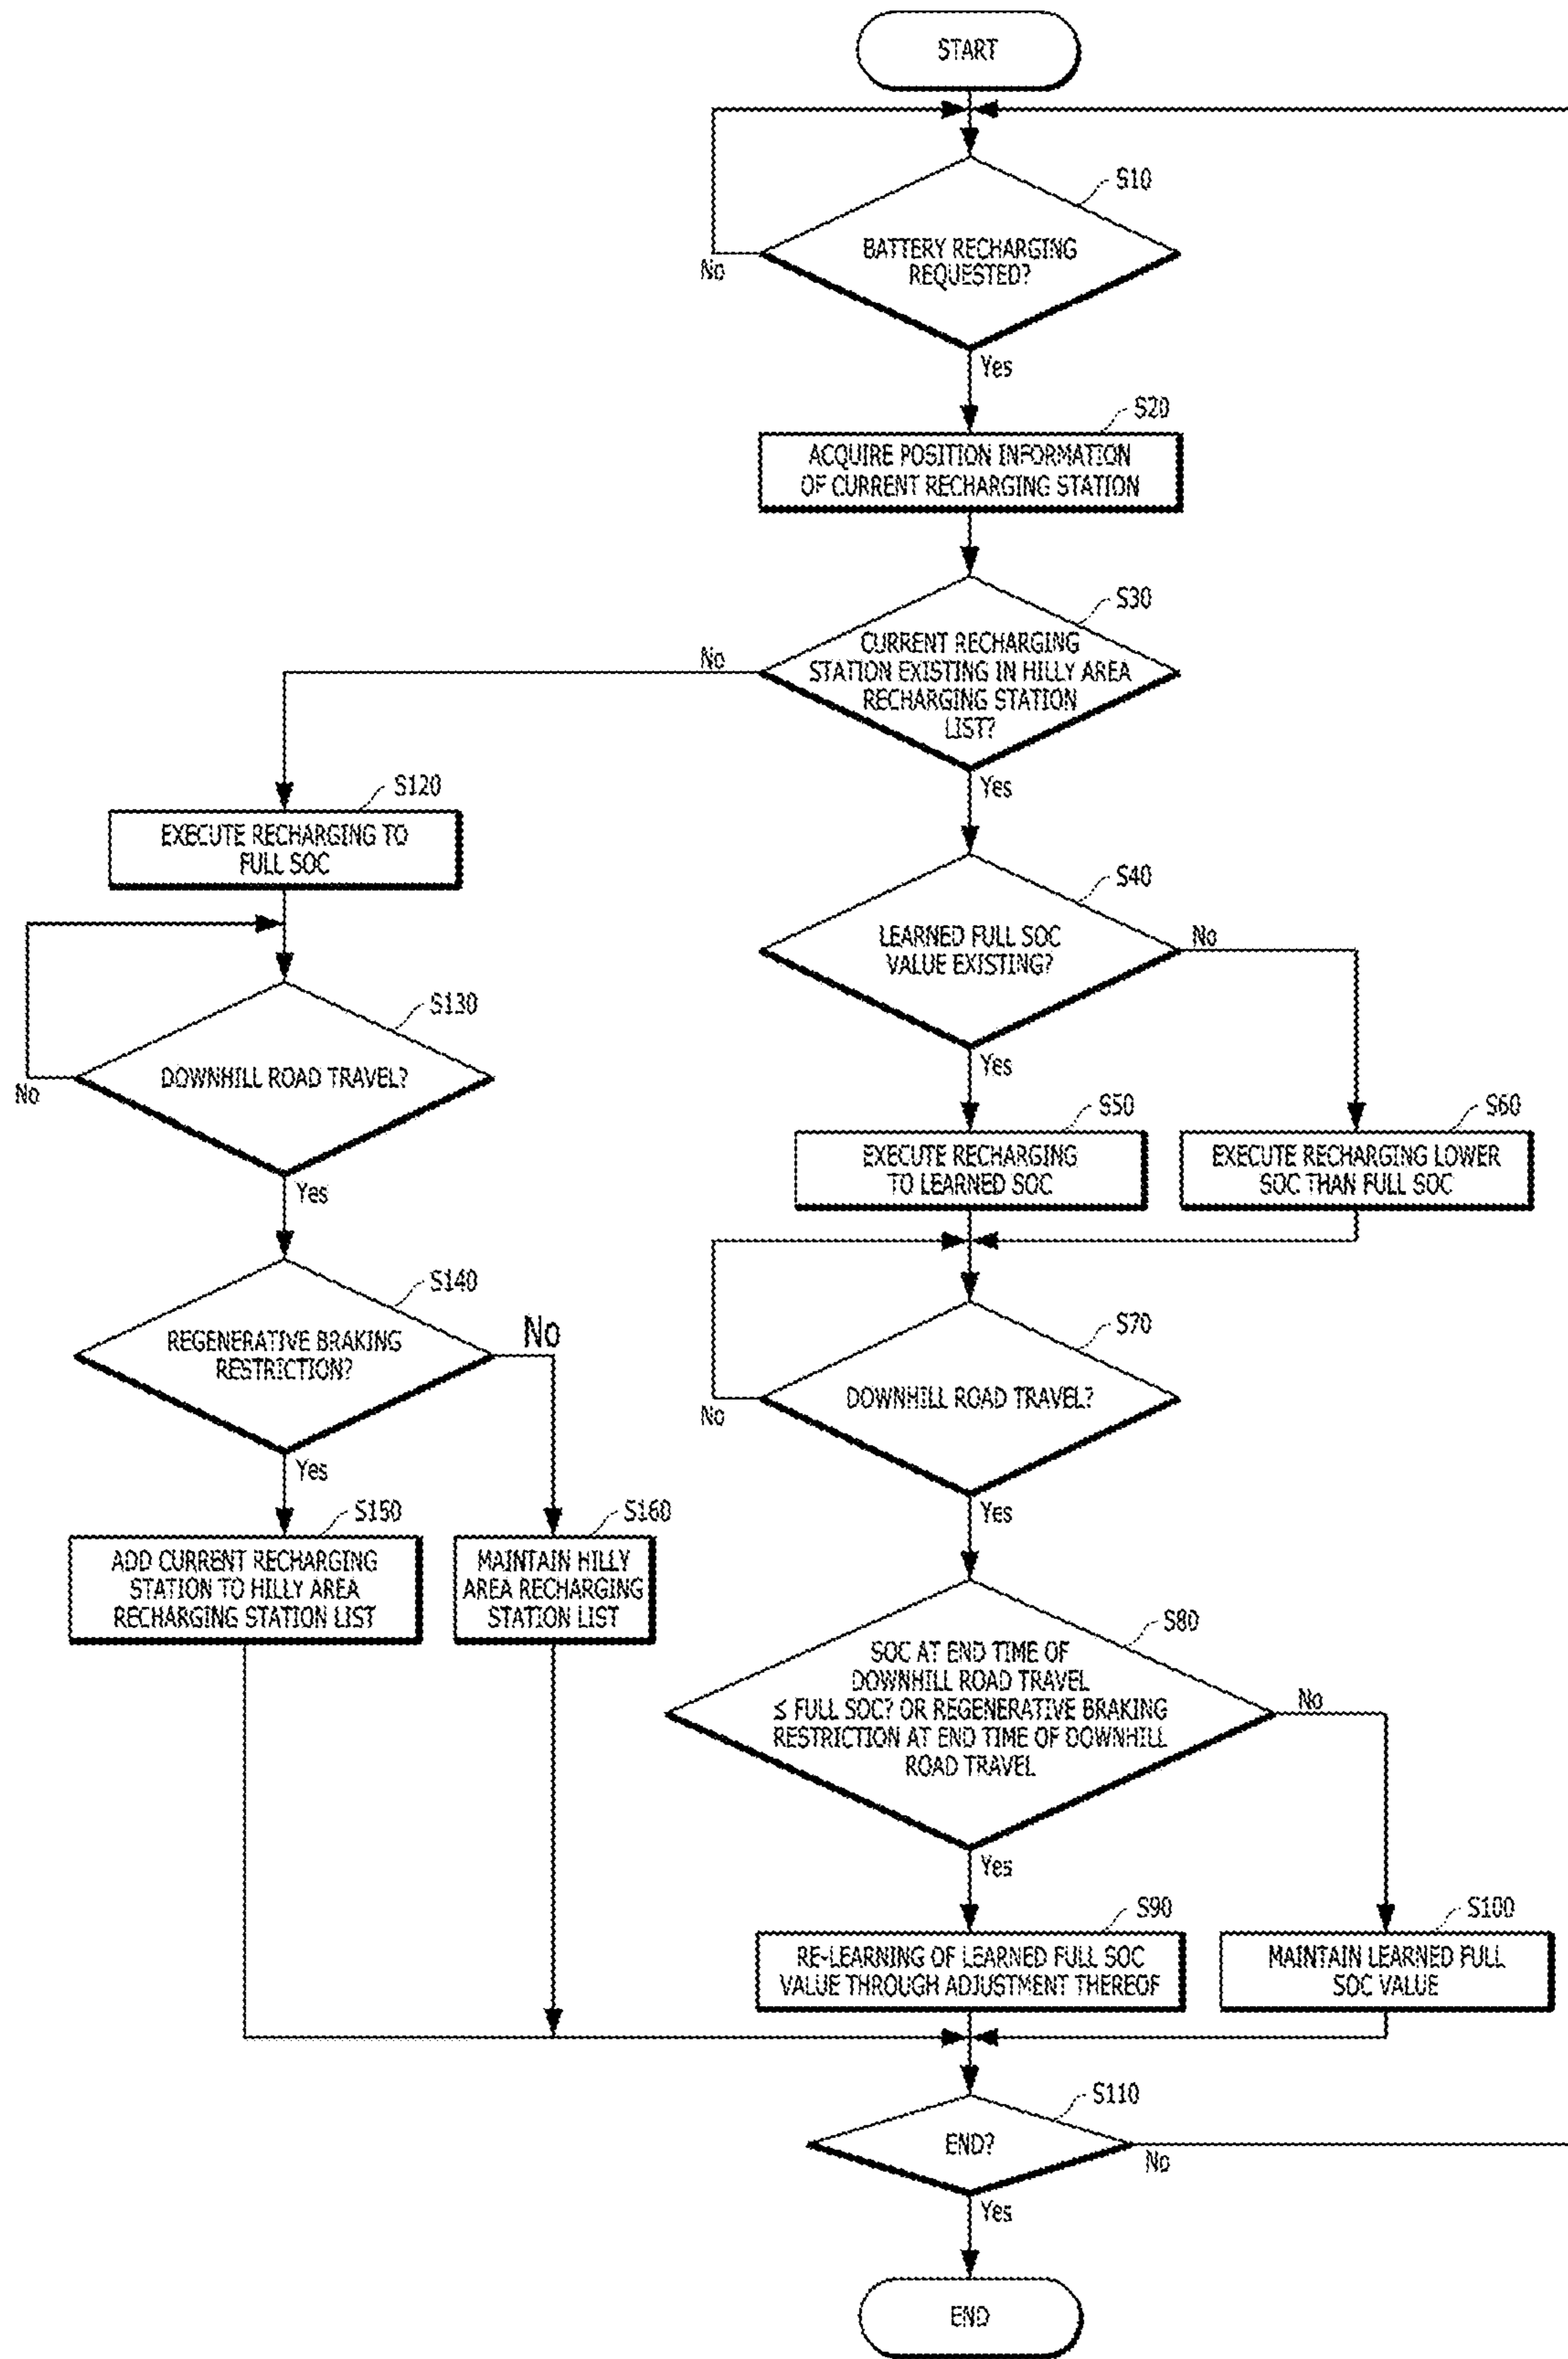 START
S10
BATTERY RECHARGING
REQUESTED?
No
Yes
S20
ACQUIRE POSITION INFORMATION
OF CURRENT RECHARGING STATION
S30
CURRENT RECHARGING
STATION EXISTING IN HILLY AREA
RECHARGING STATION
LIST?
No
Yes
S120
EXECUTE RECHARGING TO
FULL SOC
S40
LEARNED FULL SOC
VALUE EXISTING?
No
Yes
S130
DOWNHILL ROAD TRAVEL?
No
Yes
S50
EXECUTE RECHARGING
TO LEARNED SOC
S60
EXECUTE RECHARGING LOWER
SOC THAN FULL SOC
S140
REGENERATIVE BRAKING
RESTRICTION?
No
Yes
S70
DOWNHILL ROAD TRAVEL?
No
Yes
S150
ADD CURRENT RECHARGING
STATION TO HILLY AREA
RECHARGING STATION LIST
S160
MAINTAIN HILLY
AREA RECHARGING
STATION LIST
S80
SOC AT END TIME OF
DOWNHILL ROAD TRAVEL
≤ FULL SOC? OR REGENERATIVE BRAKING
RESTRICTION AT END TIME OF DOWNHILL
ROAD TRAVEL
No
Yes
S90
RE-LEARNING OF LEARNED FULL SOC
VALUE THROUGH ADJUSTMENT THEREOF
S100
MAINTAIN LEARNED FULL
SOC VALUE
S110
END?
No
Yes
END